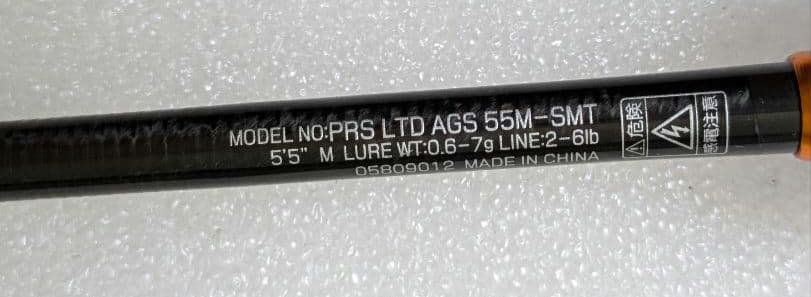 MODEL NO:PRS LTD AGS 55M-SMT
5'5" M LURE WT:0.6-7g LINE:2-6lb
05809012 MADE IN CHINA
危険
感電注意